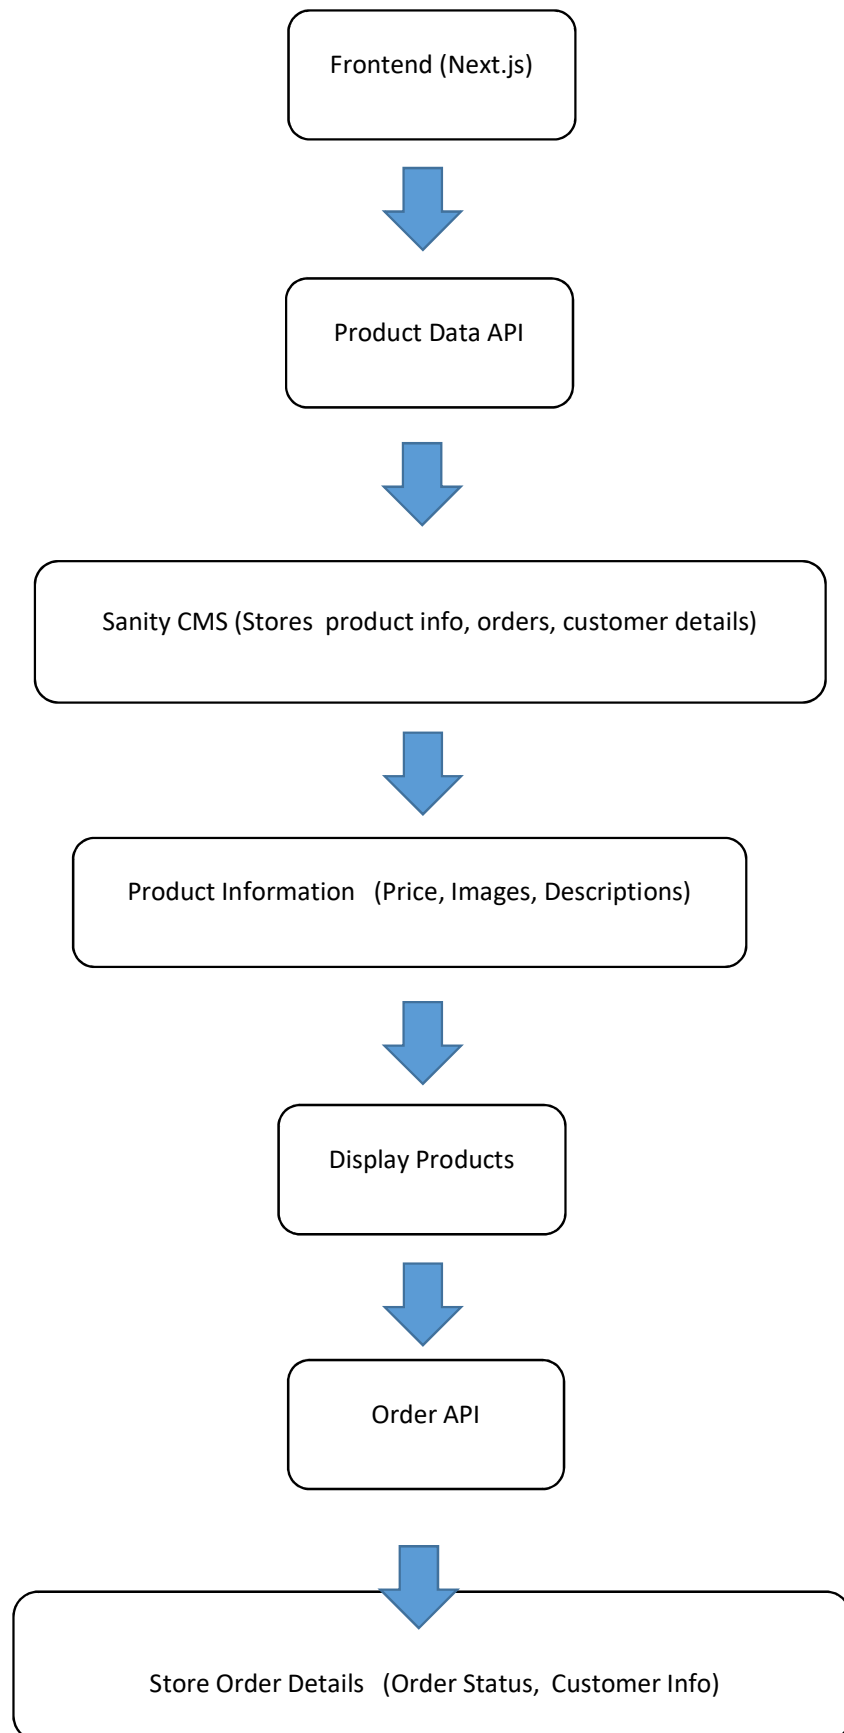 Frontend (Next.js)
Product Data API
Sanity CMS (Stores  product info, orders, customer details)
Product Information   (Price, Images, Descriptions)
Display Products
Order API
Store Order Details   (Order Status,  Customer Info)